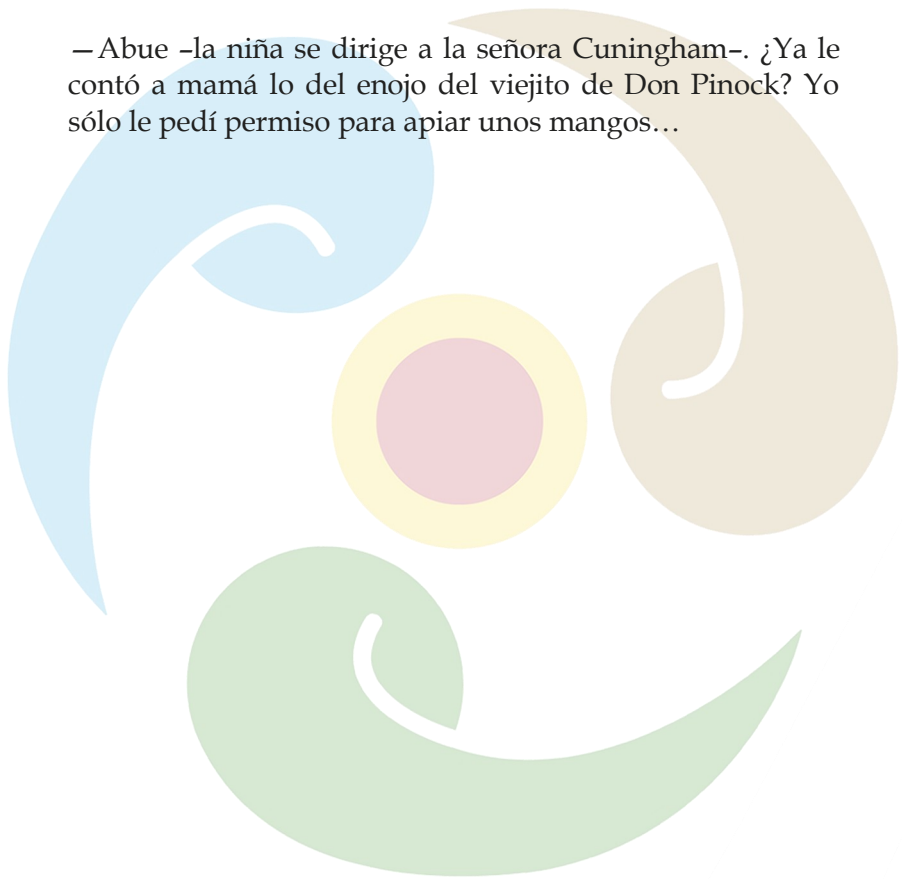 —Abue –la niña se dirige a la señora Cuningham–. ¿Ya le
contó a mamá lo del enojo del viejito de Don Pinock? Yo
sólo le pedí permiso para apiar unos mangos…